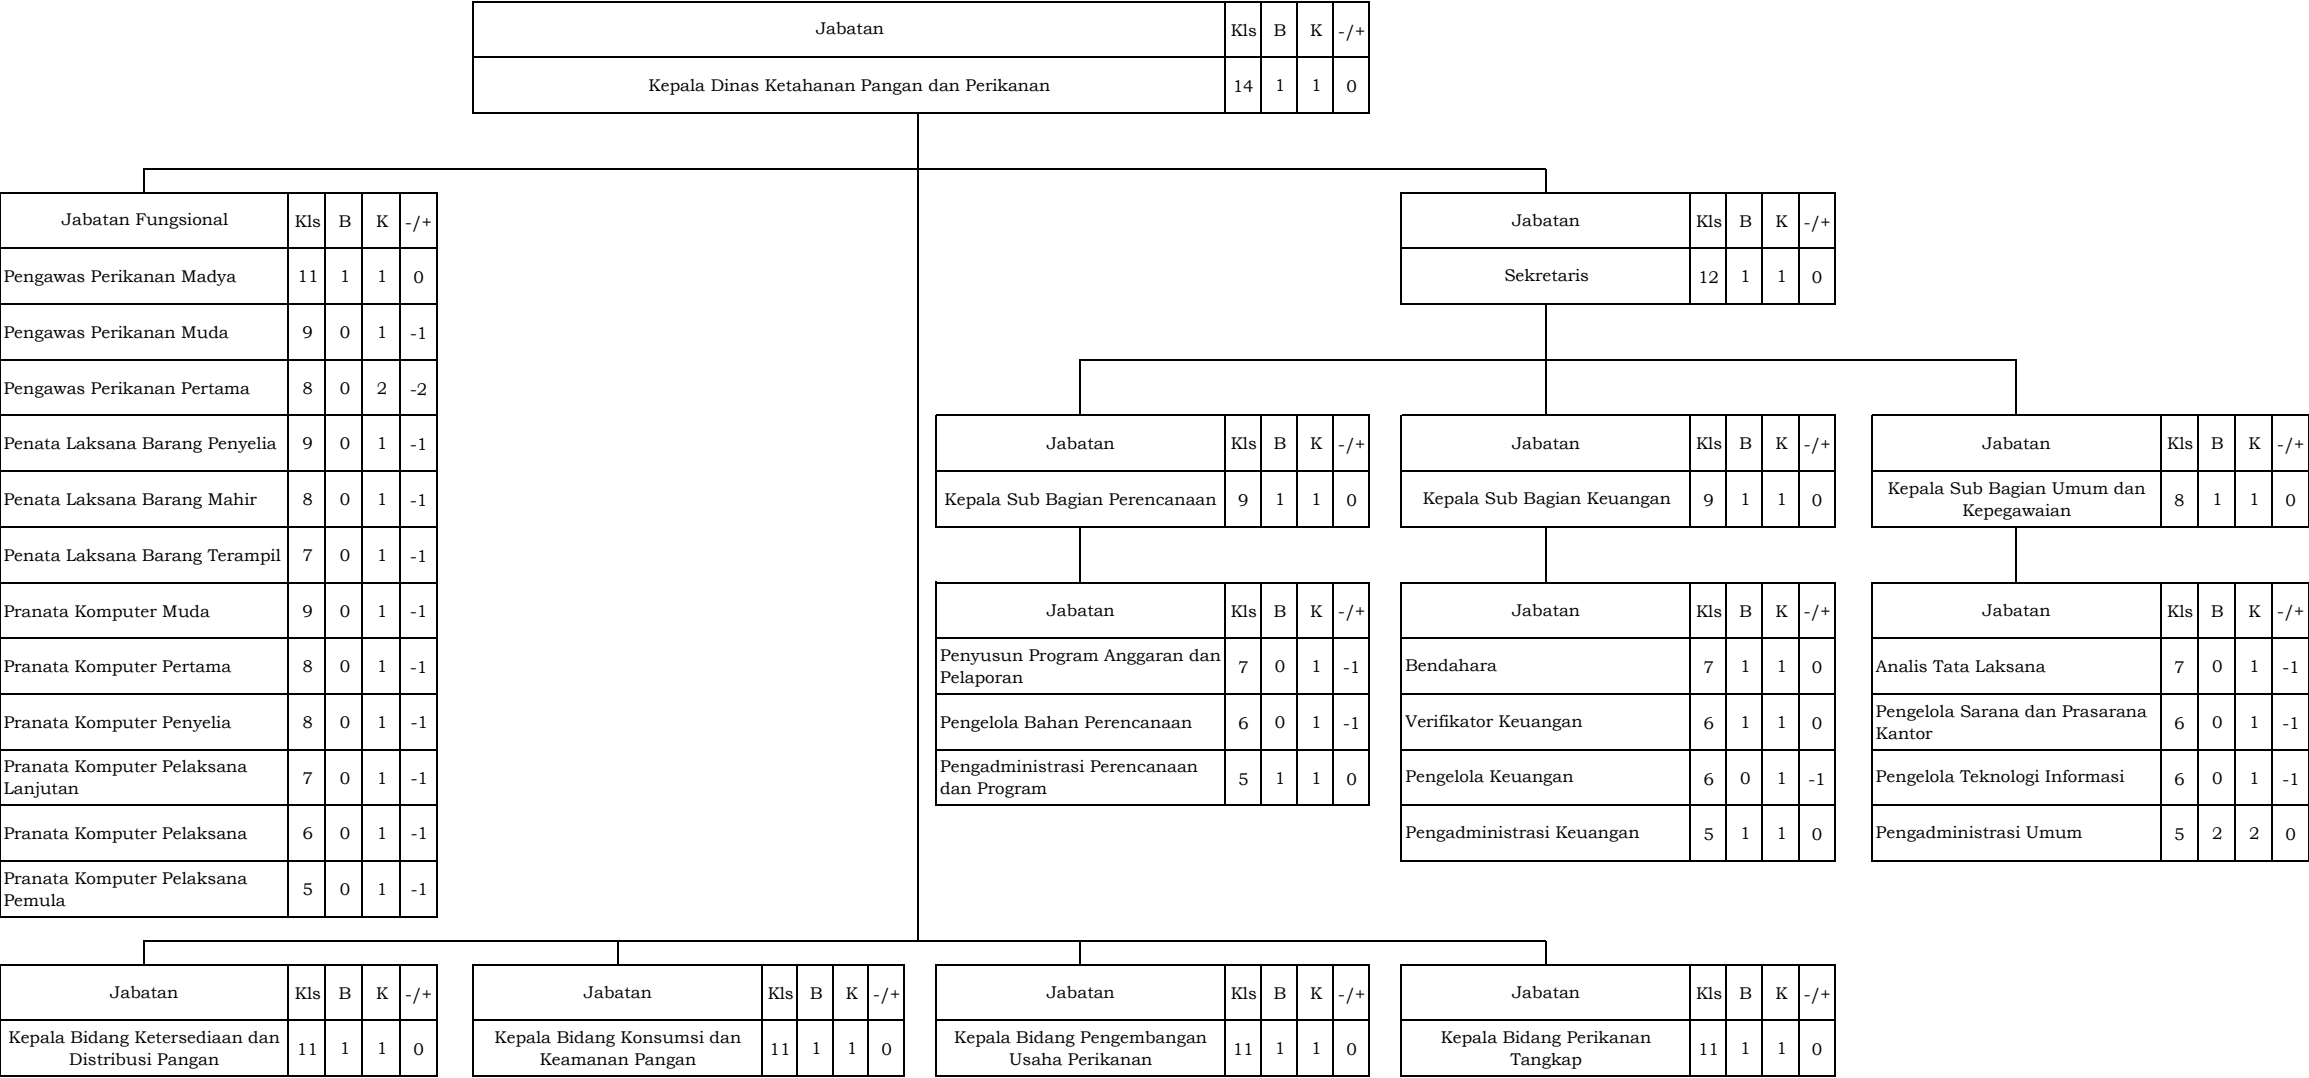 Jabatan Kls B K -/+
Kepala Dinas Ketahanan Pangan dan Perikanan 14 1 1 0
Jabatan Fungsional Kls B K -/+
Pengawas Perikanan Madya 11 1 1 0
Pengawas Perikanan Muda 9 0 1 -1
Pengawas Perikanan Pertama 8 0 2 -2
Penata Laksana Barang Penyelia 9 0 1 -1
Penata Laksana Barang Mahir 8 0 1 -1
Penata Laksana Barang Terampil 7 0 1 -1
Pranata Komputer Muda 9 0 1 -1
Pranata Komputer Pertama 8 0 1 -1
Pranata Komputer Penyelia 8 0 1 -1
Pranata Komputer Pelaksana
Lanjutan 7 0 1 -1
Pranata Komputer Pelaksana 6 0 1 -1
Pranata Komputer Pelaksana
Pemula 5 0 1 -1
Jabatan Kls B K -/+
Sekretaris 12 1 1 0
Jabatan Kls B K -/+
Kepala Sub Bagian Perencanaan 9 1 1 0
Jabatan Kls B K -/+
Penyusun Program Anggaran dan
Pelaporan 7 0 1 -1
Pengelola Bahan Perencanaan 6 0 1 -1
Pengadministrasi Perencanaan
dan Program 5 1 1 0
Jabatan Kls B K -/+
Kepala Sub Bagian Keuangan 9 1 1 0
Jabatan Kls B K -/+
Bendahara 7 1 1 0
Verifikator Keuangan 6 1 1 0
Pengelola Keuangan 6 0 1 -1
Pengadministrasi Keuangan 5 1 1 0
Jabatan Kls B K -/+
Kepala Sub Bagian Umum dan
Kepegawaian 8 1 1 0
Jabatan Kls B K -/+
Analis Tata Laksana 7 0 1 -1
Pengelola Sarana dan Prasarana
Kantor 6 0 1 -1
Pengelola Teknologi Informasi 6 0 1 -1
Pengadministrasi Umum 5 2 2 0
Jabatan Kls B K -/+
Kepala Bidang Ketersediaan dan
Distribusi Pangan 11 1 1 0
Jabatan Kls B K -/+
Kepala Bidang Konsumsi dan
Keamanan Pangan 11 1 1 0
Jabatan Kls B K -/+
Kepala Bidang Pengembangan
Usaha Perikanan 11 1 1 0
Jabatan Kls B K -/+
Kepala Bidang Perikanan
Tangkap 11 1 1 0